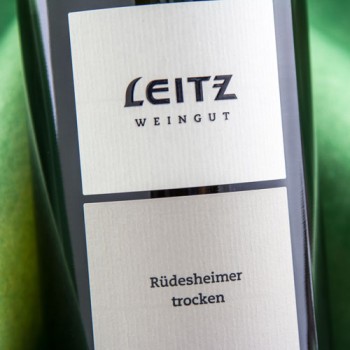 LEITZ
WEINGUT
Rüdesheimer
trocken